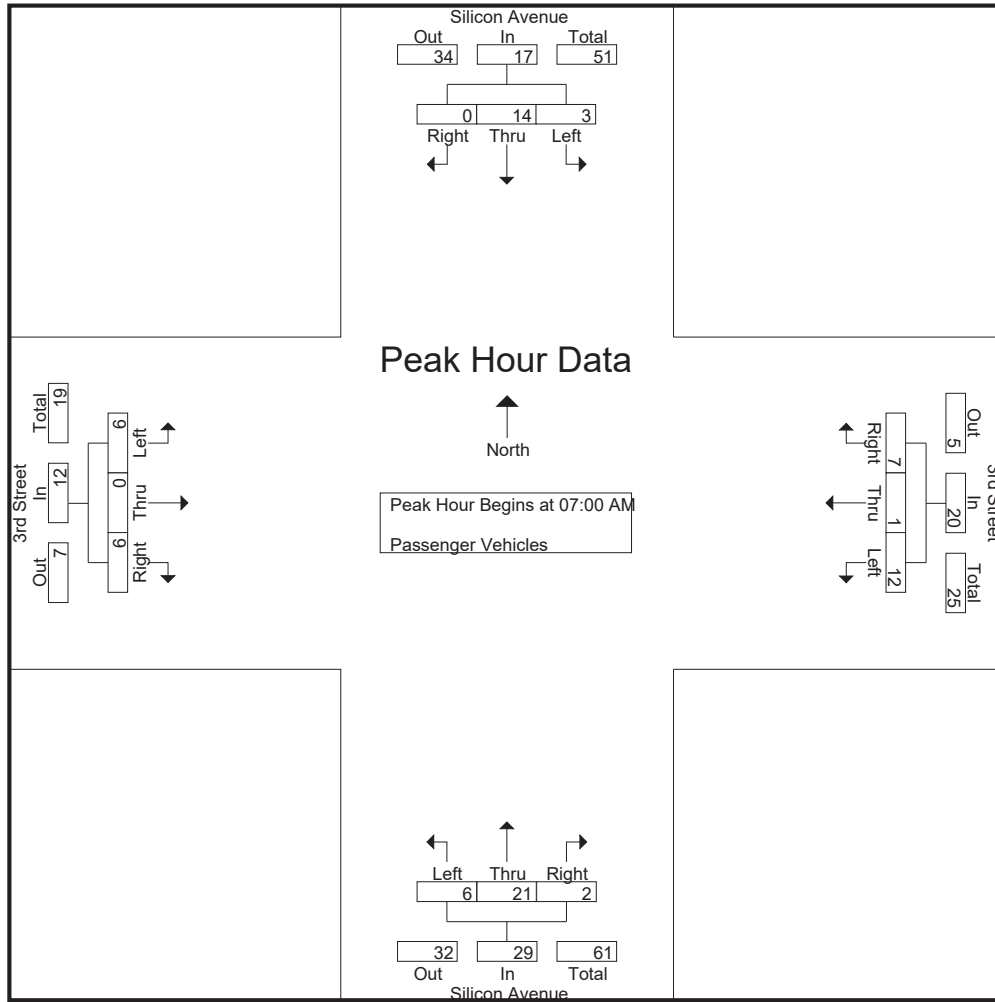 Silicon Avenue
Out In Total
34 17 51
0 14 3
Right Thru Left
Peak Hour Data
North
Peak Hour Begins at 07:00 AM
Passenger Vehicles
3rd Street
Out In Total
7 12 19
6 0 6
Right Thru Left
3rd Street
Out In Total
5 20 25
7 1 12
Right Thru Left
Left Thru Right
6 21 2
32 29 61
Out In Total
Silicon Avenue